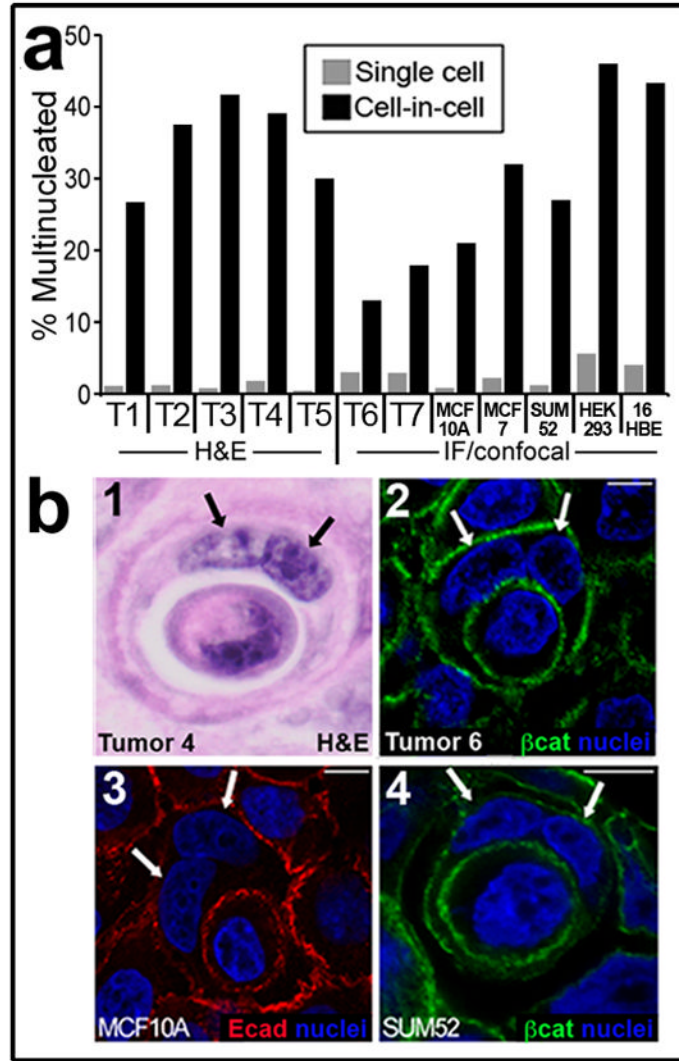 a
50
40
30
20
10
0
% Multinucleated
Single cell
Cell-in-cell
T1 T2 T3 T4 T5 T6 T7 MCF 10A MCF 7 SUM 52 HEK 293 16 HBE
H&E IF/confocal
b
1
Tumor 4 H&E
2
Tumor 6 βcat nuclei
3
MCF10A Ecad nuclei
4
SUM52 βcat nuclei